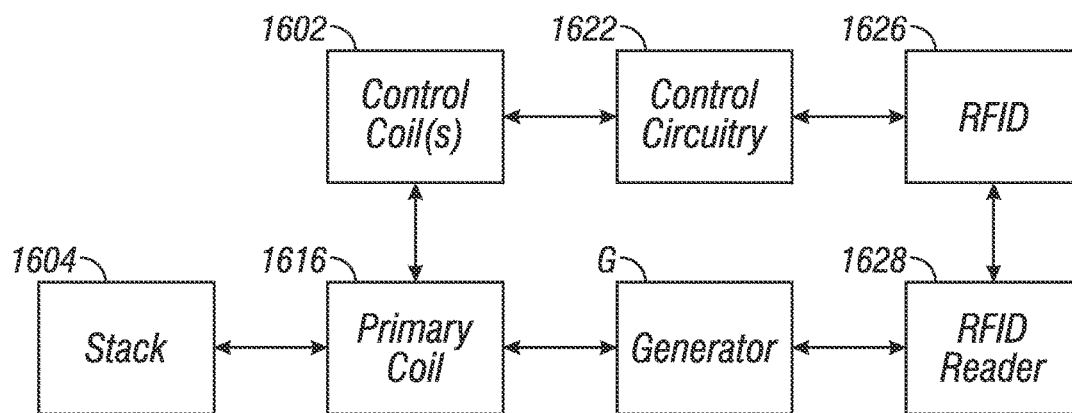 1602
1622
1626
Control
Coil(s)
Control
Circuitry
RFID
1604
1616
G
1628
Stack
Primary
Coil
Generator
RFID
Reader